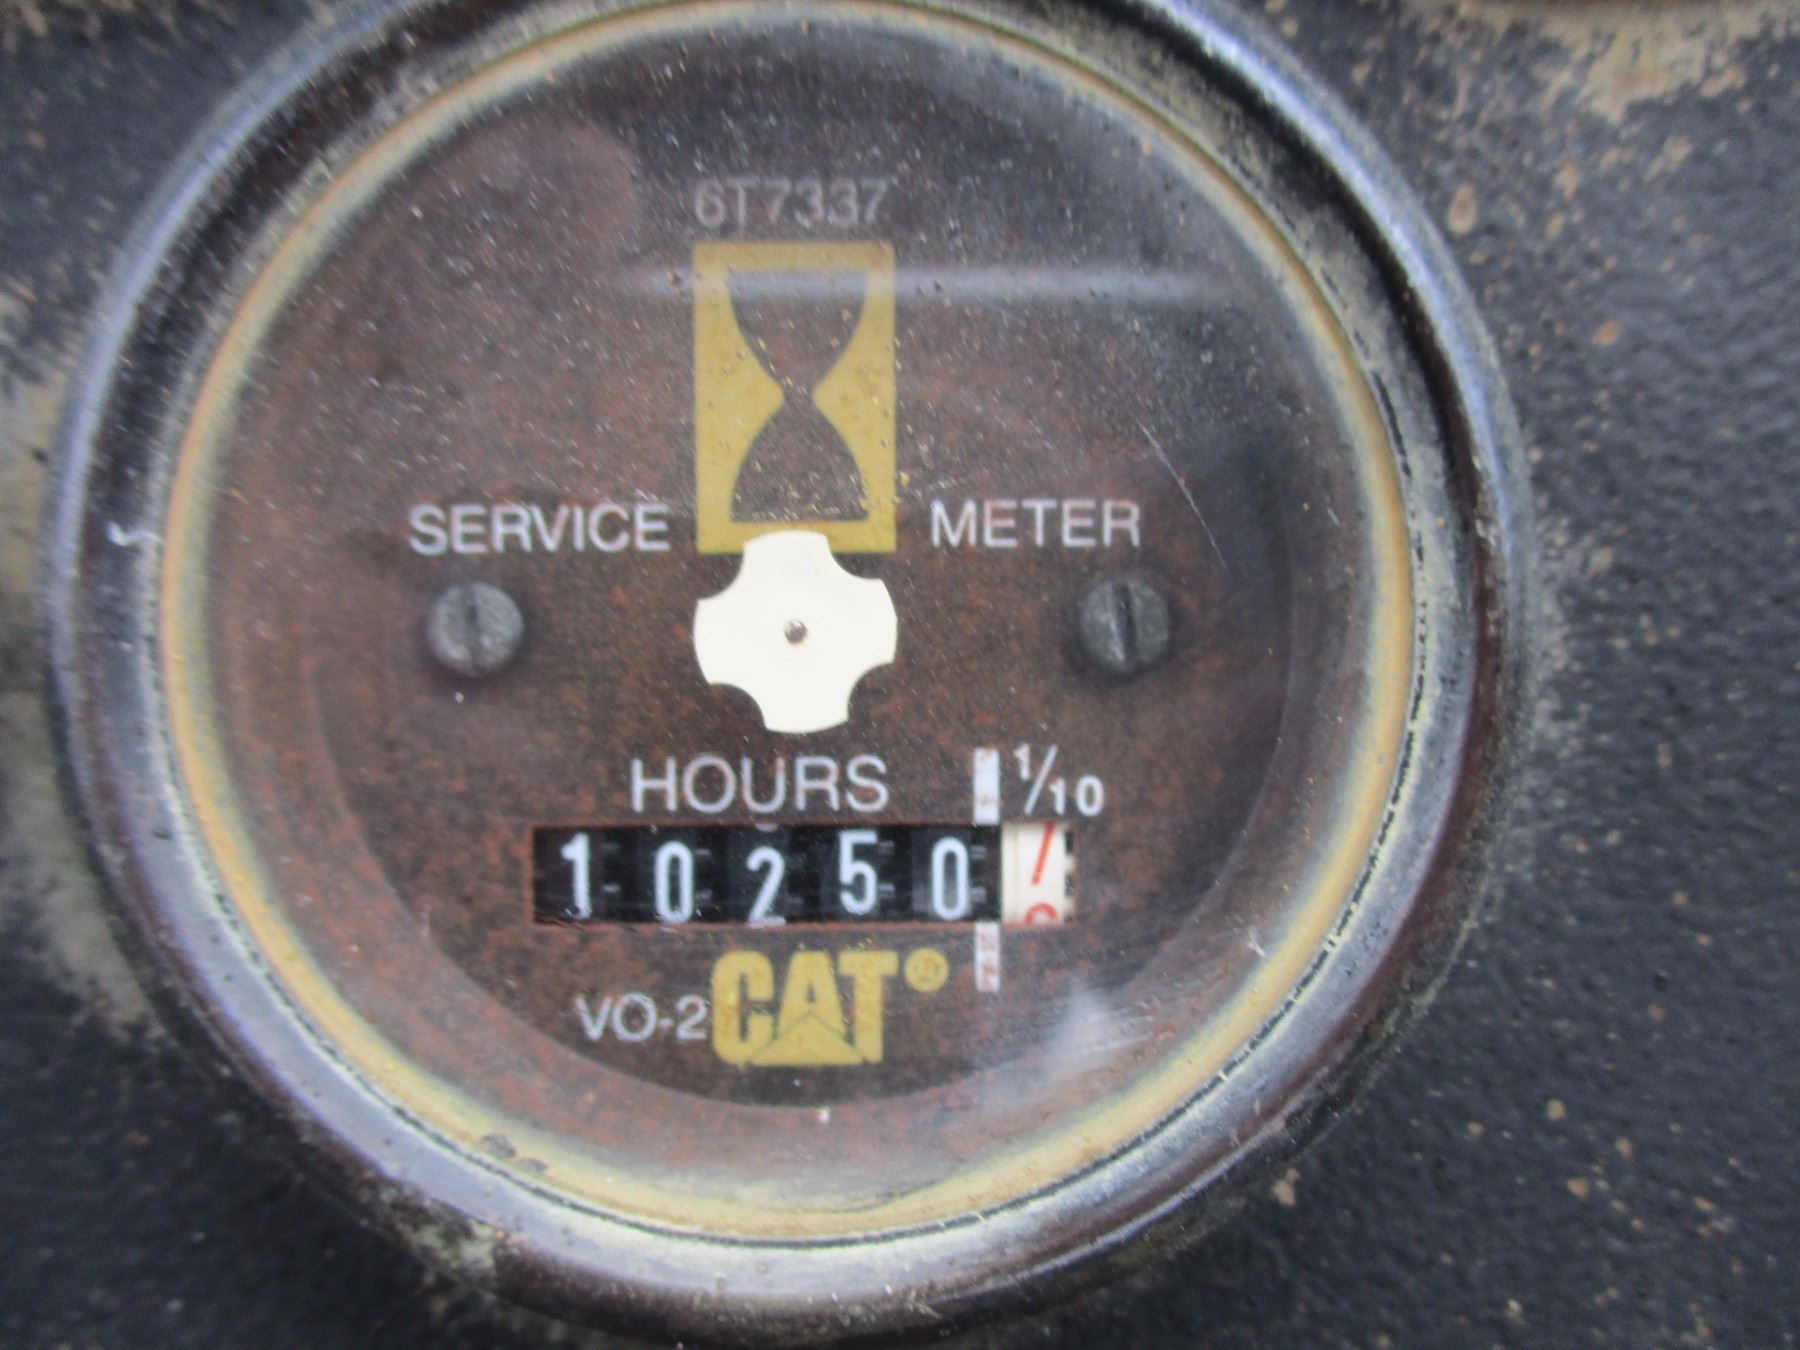 6T7337
SERVICE METER
HOURS 1/10
10250
VO-2 CAT®